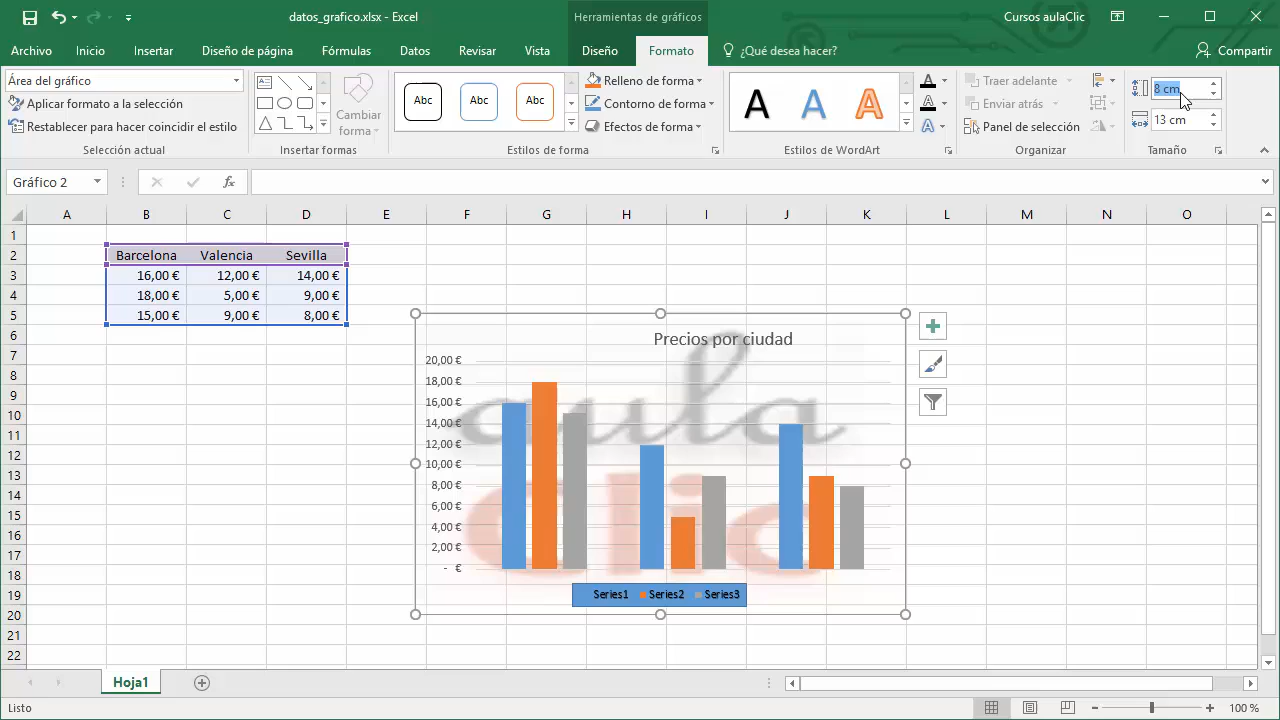 datos_grafico.xlsx - Excel
Herramientas de gráficos
Cursos aulaClic
Archivo
Inicio
Insertar
Diseño de página
Fórmulas
Datos
Revisar
Vista
Diseño
Formato
¿Qué desea hacer?
Compartir
Área del gráfico
Aplicar formato a la selección
Restablecer para hacer coincidir el estilo
Selección actual
Cambiar
forma
Insertar formas
Abc
Abc
Abc
Relleno de forma
Contorno de forma
Efectos de forma
Estilos de forma
A
A
A
A
A
A
Estilos de WordArt
Traer adelante
Enviar atrás
Panel de selección
Organizar
8 cm
13 cm
Tamaño
Gráfico 2
fx
A B C D E F G H I J K L M N O
1
2 Barcelona Valencia Sevilla
3 16,00 € 12,00 € 14,00 €
4 18,00 € 5,00 € 9,00 €
5 15,00 € 9,00 € 8,00 €
6
7
8
9
10
11
12
13
14
15
16
17
18
19
20
21
22
Precios por ciudad
20,00 €
18,00 €
16,00 €
14,00 €
12,00 €
10,00 €
8,00 €
6,00 €
4,00 €
2,00 €
- €
aula
Clic
Series1 Series2 Series3
Hoja1
Listo
100 %